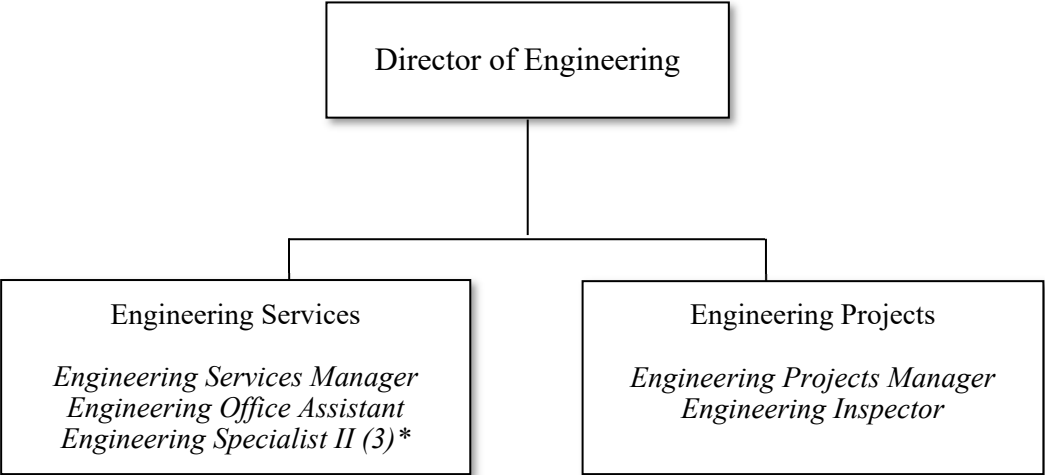 Director of Engineering
Engineering Services
Engineering Services Manager
Engineering Office Assistant
Engineering Specialist II (3)*
Engineering Projects
Engineering Projects Manager
Engineering Inspector